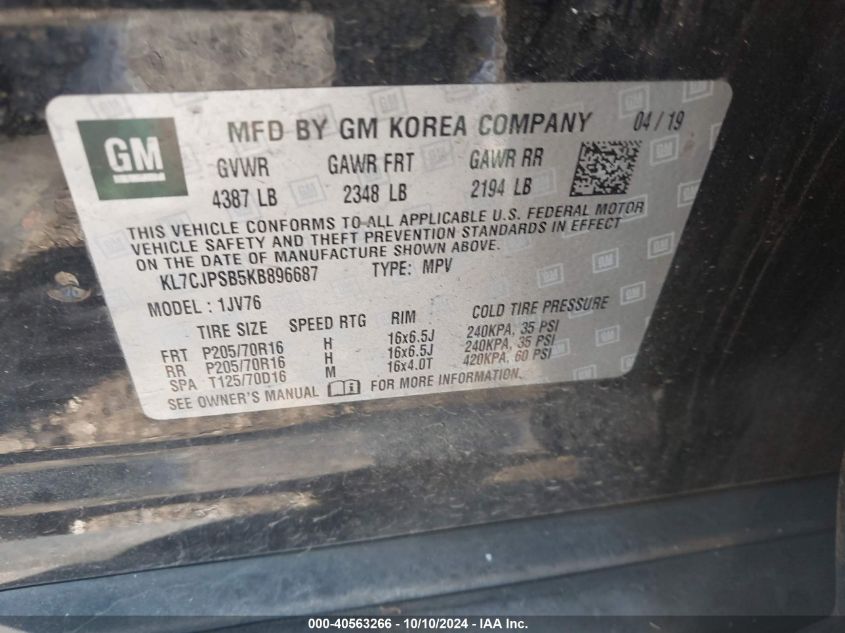 GM
MFD BY GM KOREA COMPANY 04 / 19
GVWR GAWR FRT GAWR RR
4387 LB 2348 LB 2194 LB
THIS VEHICLE CONFORMS TO ALL APPLICABLE U.S. FEDERAL MOTOR
VEHICLE SAFETY AND THEFT PREVENTION STANDARDS IN EFFECT
ON THE DATE OF MANUFACTURE SHOWN ABOVE.
KL7CJPSB5KB896687 TYPE: MPV
MODEL : 1JV76
TIRE SIZE SPEED RTG RIM COLD TIRE PRESSURE
FRT P205/70R16 H 16x6.5J 240KPA, 35 PSI
RR P205/70R16 H 16x6.5J 240KPA, 35 PSI
SPA T125/70D16 M 16x4.0T 420KPA, 60 PSI
SEE OWNER'S MANUAL FOR MORE INFORMATION.
000-40563266 - 10/10/2024 - IAA Inc.